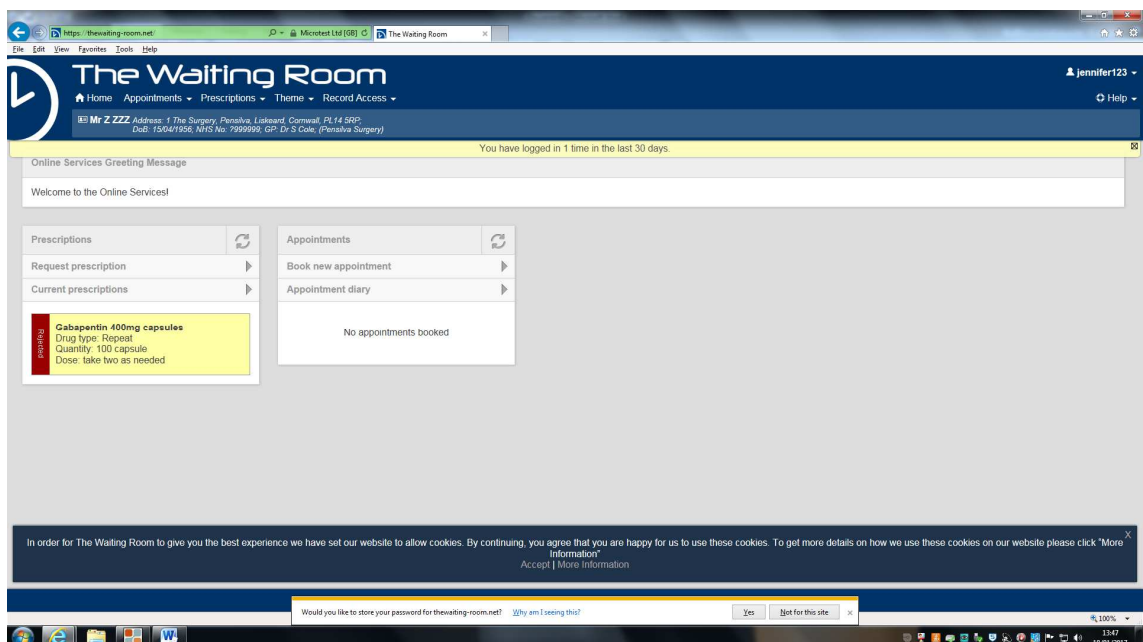 https://thewaiting-room.net/
Microtest Ltd [GB]
The Waiting Room
File Edit View Favorites Tools Help
The Waiting Room
jennifer123
Home Appointments Prescriptions Theme Record Access
Help
Mr Z ZZZ Address: 1 The Surgery, Pensilva, Liskeard, Cornwall, PL14 5RP;
DoB: 15/04/1956; NHS No: 7999999; GP: Dr S Cole; (Pensilva Surgery)
You have logged in 1 time in the last 30 days.
Online Services Greeting Message
Welcome to the Online Services!
Prescriptions
Request prescription
Current prescriptions
Rejected
Gabapentin 400mg capsules
Drug type: Repeat
Quantity: 100 capsule
Dose: take two as needed
Appointments
Book new appointment
Appointment diary
No appointments booked
In order for The Waiting Room to give you the best experience we have set our website to allow cookies. By continuing, you agree that you are happy for us to use these cookies. To get more details on how we use these cookies on our website please click "More
Information"
Accept | More Information
X
Would you like to store your password for thewaiting-room.net? Why am I seeing this? Yes Not for this site
100%
13:47